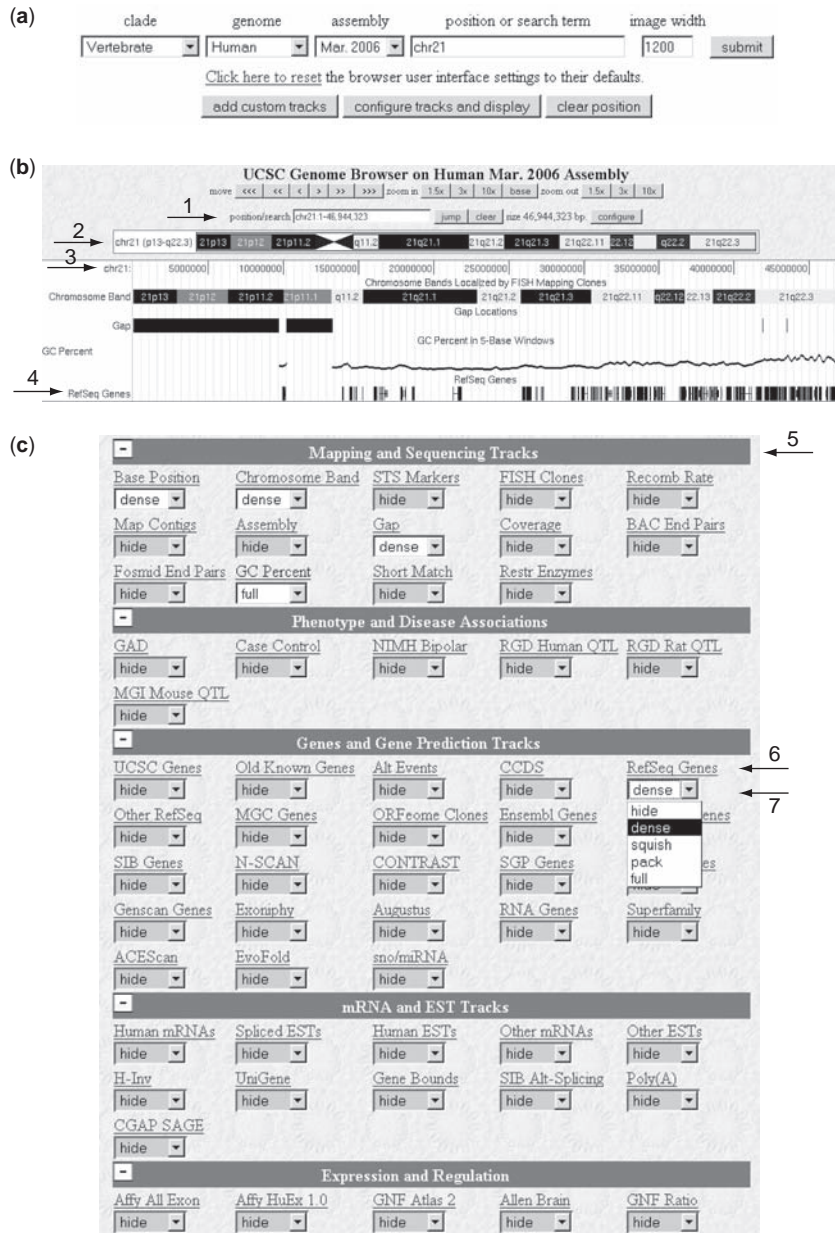 (a)
clade genome assembly position or search term image width
Vertebrate Human Mar. 2006 chr21 1200 submit
Click here to reset the browser user interface settings to their defaults.
add custom tracks configure tracks and display clear position
(b)
UCSC Genome Browser on Human Mar. 2006 Assembly
move <<< << < > >> >>> zoom in 1.5x 3x 10x base zoom out 1.5x 3x 10x
1 position/search chr21:1-46,944,323 jump clear size 46,944,323 bp. configure
2 chr21 (p13-q22.3) 21p13 21p12 21p11.2 q11.2 21q21.1 21q21.2 21q21.3 21q22.11 22.12 q22.2 21q22.3
3 chr21: 5000000 10000000 15000000 20000000 25000000 30000000 35000000 40000000 45000000
Chromosome Bands Localized by FISH Mapping Clones
Chromosome Band 21p13 21p12 21p11.2 21p11.1 q11.2 21q21.1 21q21.2 21q21.3 21q22.11 q22.12 22.13 21q22.2 21q22.3
Gap Locations
Gap
GC Percent in 5-Base Windows
GC Percent
RefSeq Genes
4 RefSeq Genes
(c)
- Mapping and Sequencing Tracks 5
Base Position Chromosome Band STS Markers FISH Clones Recomb Rate
dense dense hide hide hide
Map Contigs Assembly Gap Coverage BAC End Pairs
hide hide dense hide hide
Fosmid End Pairs GC Percent Short Match Restr Enzymes
hide full hide hide
- Phenotype and Disease Associations
GAD Case Control NIMH Bipolar RGD Human QTL RGD Rat QTL
hide hide hide hide hide
MGI Mouse QTL
hide
- Genes and Gene Prediction Tracks
UCSC Genes Old Known Genes Alt Events CCDS RefSeq Genes 6
hide hide hide hide dense 7
Other RefSeq MGC Genes ORFeome Clones Ensembl Genes hide
hide hide hide hide dense
squish
SIB Genes N-SCAN CONTRAST SGP Genes pack
hide hide hide hide full
Genscan Genes Exoniphy Augustus RNA Genes Superfamily
hide hide hide hide hide
ACEScan EvoFold sno/miRNA
hide hide hide
- mRNA and EST Tracks
Human mRNAs Spliced ESTs Human ESTs Other mRNAs Other ESTs
hide hide hide hide hide
H-Inv UniGene Gene Bounds SIB Alt-Splicing Poly(A)
hide hide hide hide hide
CGAP SAGE
hide
- Expression and Regulation
Affy All Exon Affy HuEx 1.0 GNF Atlas 2 Allen Brain GNF Ratio
hide hide hide hide hide